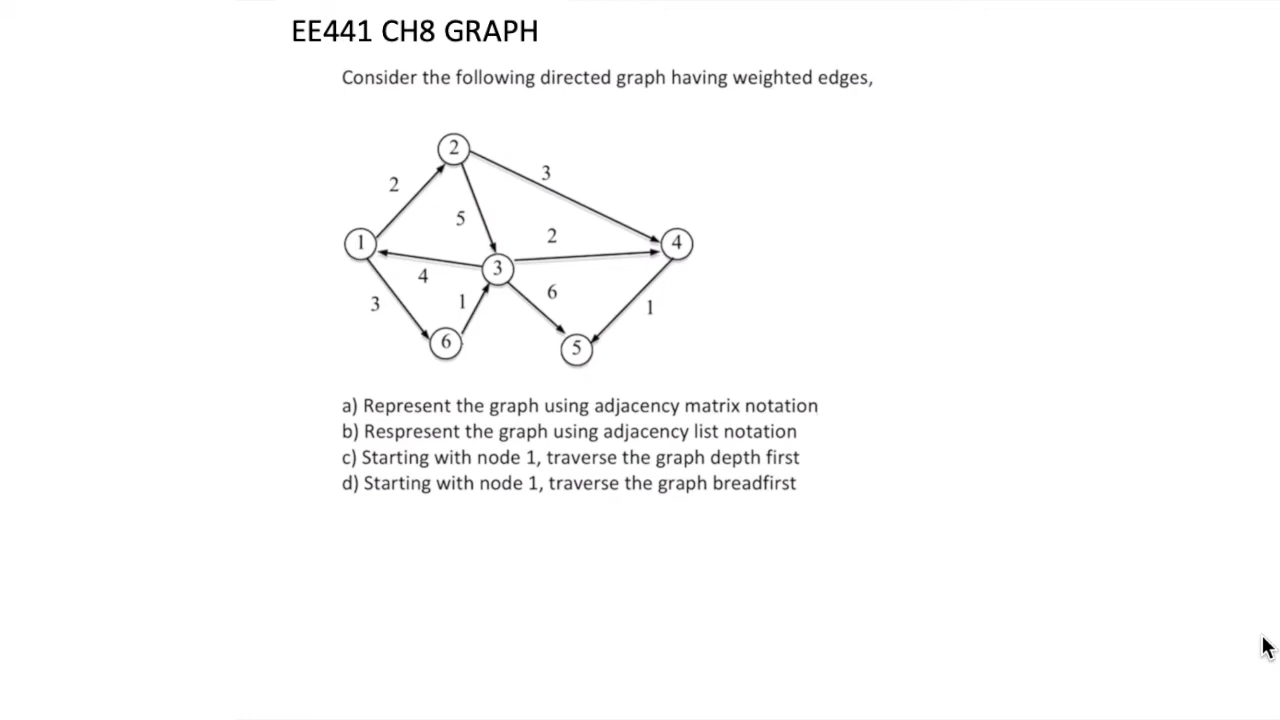 EE441 CH8 GRAPH
Consider the following directed graph having weighted edges,
2
3
2
5
2
1
4
3
4
6
3
1
1
6
5
a) Represent the graph using adjacency matrix notation
b) Respresent the graph using adjacency list notation
c) Starting with node 1, traverse the graph depth first
d) Starting with node 1, traverse the graph breadfirst